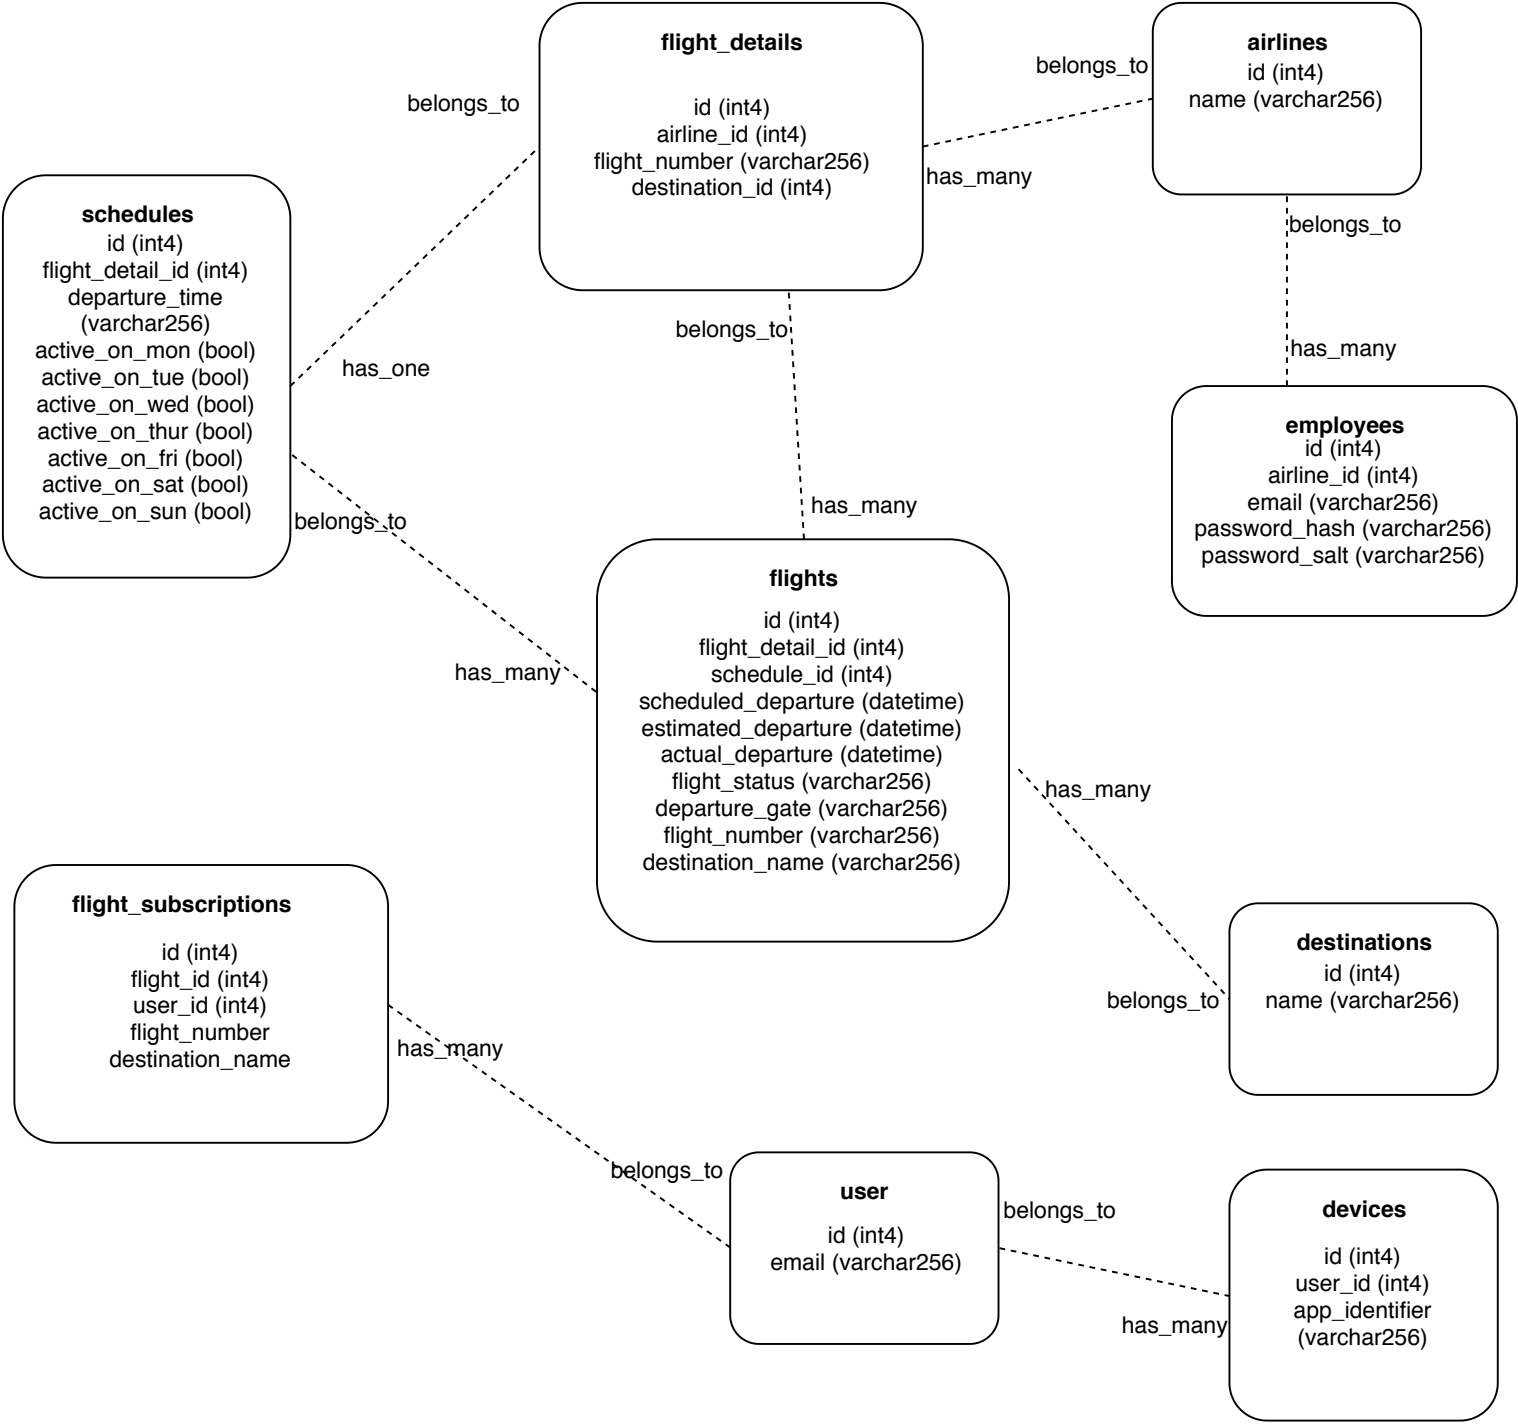 flight_details
id (int4)
airline_id (int4)
flight_number (varchar256)
destination_id (int4)
airlines
id (int4)
name (varchar256)
belongs_to
has_many
belongs_to
has_one
schedules
id (int4)
flight_detail_id (int4)
departure_time
(varchar256)
active_on_mon (bool)
active_on_tue (bool)
active_on_wed (bool)
active_on_thur (bool)
active_on_fri (bool)
active_on_sat (bool)
active_on_sun (bool)
belongs_to
has_many
belongs_to
has_many
employees
id (int4)
airline_id (int4)
email (varchar256)
password_hash (varchar256)
password_salt (varchar256)
belongs_to
has_many
flights
id (int4)
flight_detail_id (int4)
schedule_id (int4)
scheduled_departure (datetime)
estimated_departure (datetime)
actual_departure (datetime)
flight_status (varchar256)
departure_gate (varchar256)
flight_number (varchar256)
destination_name (varchar256)
has_many
belongs_to
destinations
id (int4)
name (varchar256)
flight_subscriptions
id (int4)
flight_id (int4)
user_id (int4)
flight_number
destination_name
has_many
belongs_to
user
id (int4)
email (varchar256)
belongs_to
has_many
devices
id (int4)
user_id (int4)
app_identifier
(varchar256)